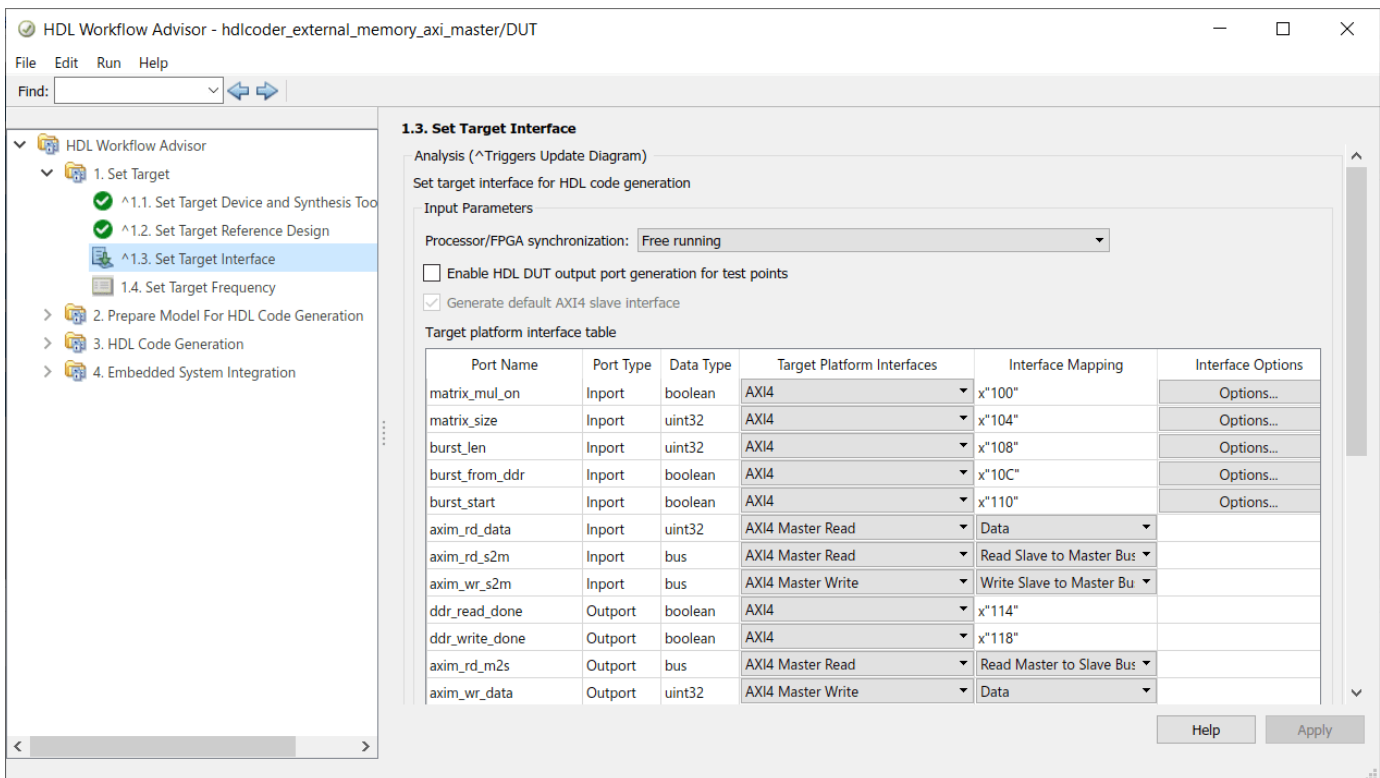 HDL Workflow Advisor - hdlcoder_external_memory_axi_master/DUT
File Edit Run Help
Find:
HDL Workflow Advisor
1. Set Target
^1.1. Set Target Device and Synthesis Too
^1.2. Set Target Reference Design
^1.3. Set Target Interface
1.4. Set Target Frequency
2. Prepare Model For HDL Code Generation
3. HDL Code Generation
4. Embedded System Integration
1.3. Set Target Interface
Analysis (^Triggers Update Diagram)
Set target interface for HDL code generation
Input Parameters
Processor/FPGA synchronization: Free running
Enable HDL DUT output port generation for test points
Generate default AXI4 slave interface
Target platform interface table
Port Name Port Type Data Type Target Platform Interfaces Interface Mapping Interface Options
matrix_mul_on Inport boolean AXI4 x"100" Options...
matrix_size Inport uint32 AXI4 x"104" Options...
burst_len Inport uint32 AXI4 x"108" Options...
burst_from_ddr Inport boolean AXI4 x"10C" Options...
burst_start Inport boolean AXI4 x"110" Options...
axim_rd_data Inport uint32 AXI4 Master Read Data
axim_rd_s2m Inport bus AXI4 Master Read Read Slave to Master Bus
axim_wr_s2m Inport bus AXI4 Master Write Write Slave to Master Bu
ddr_read_done Outport boolean AXI4 x"114"
ddr_write_done Outport boolean AXI4 x"118"
axim_rd_m2s Outport bus AXI4 Master Read Read Master to Slave Bus
axim_wr_data Outport uint32 AXI4 Master Write Data
Help Apply